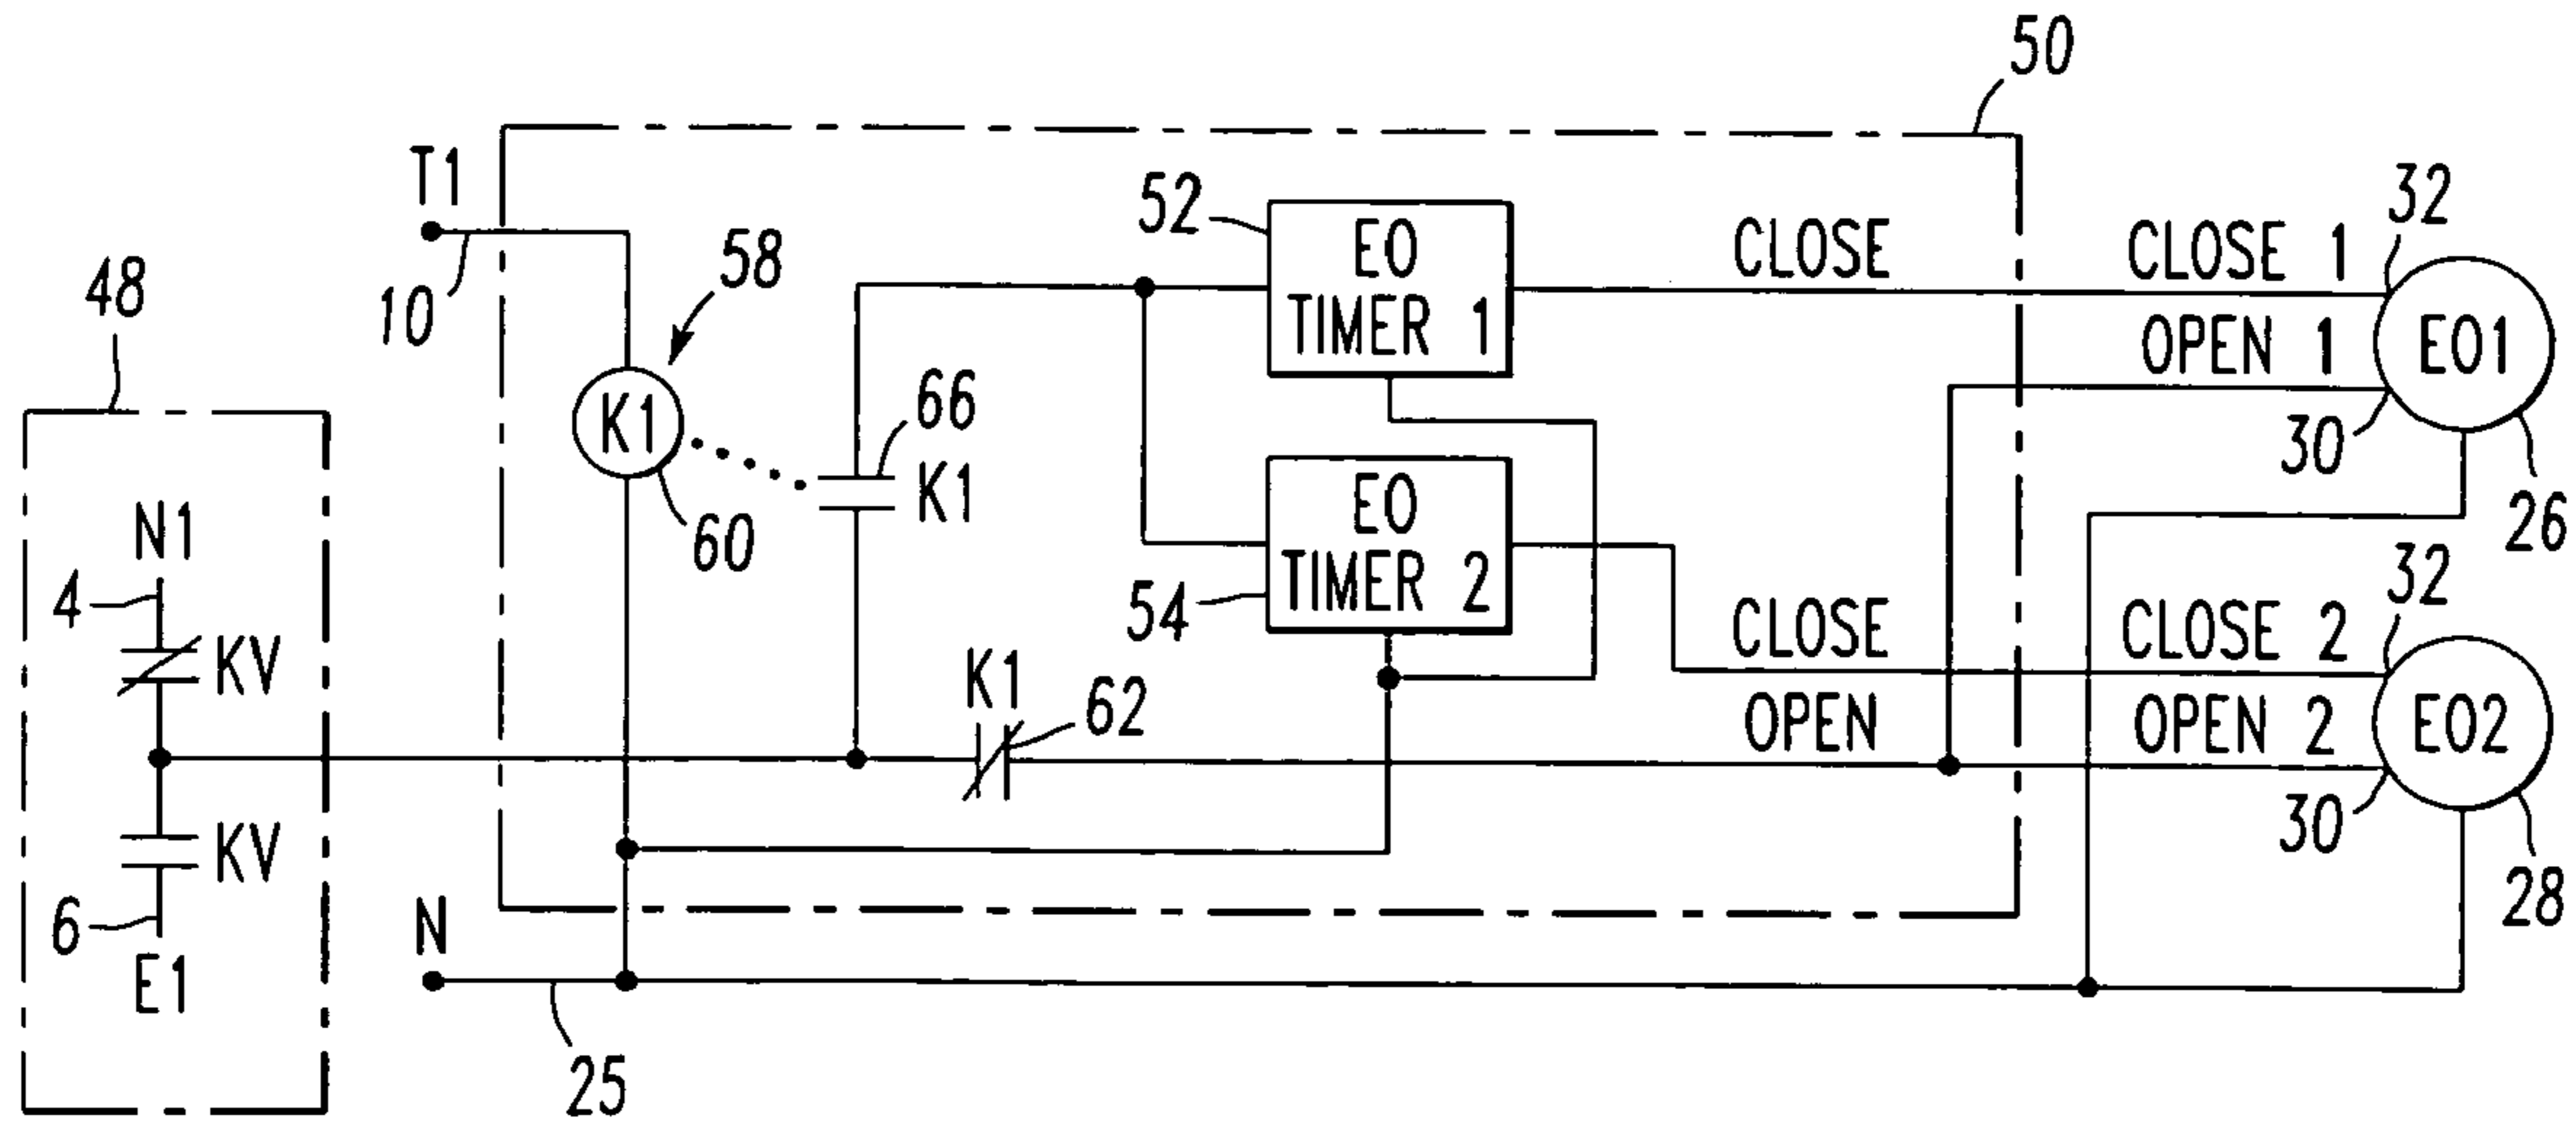 50
T1
10
58
52
EO
TIMER 1
CLOSE
CLOSE 1
OPEN 1
32
EO1
30
26
48
K1
60
66
K1
EO
TIMER 2
54
CLOSE
CLOSE 2
32
N1
4
KV
K1
62
OPEN
OPEN 2
EO2
30
28
KV
6
E1
N
25